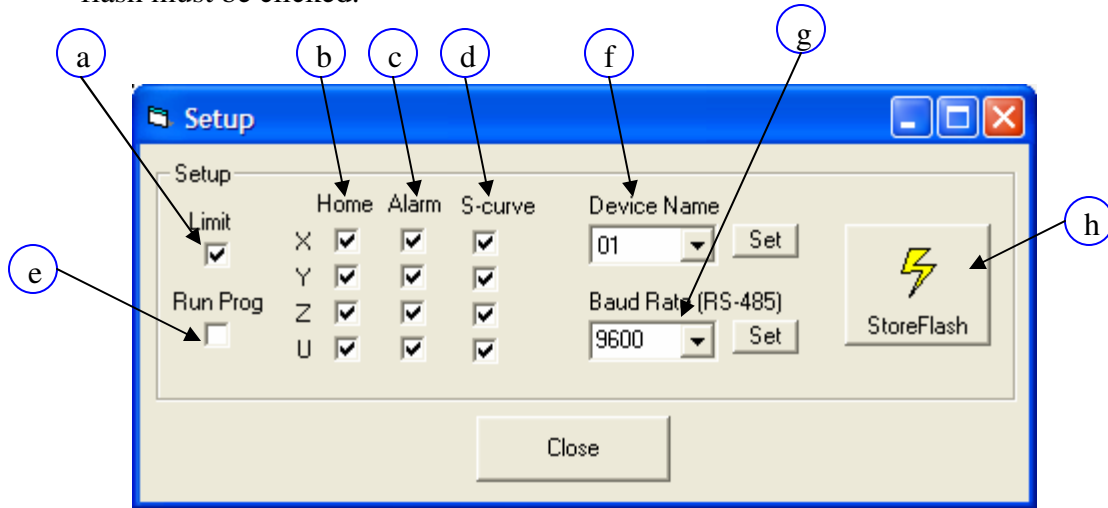 flash must be clicked.
a b c d f g
Setup
Setup
Home Alarm S-curve Device Name
Limit
X 01 Set
Y
h
e
Run Prog Z Baud Rate (RS-485)
StoreFlash
U 9600 Set
Close